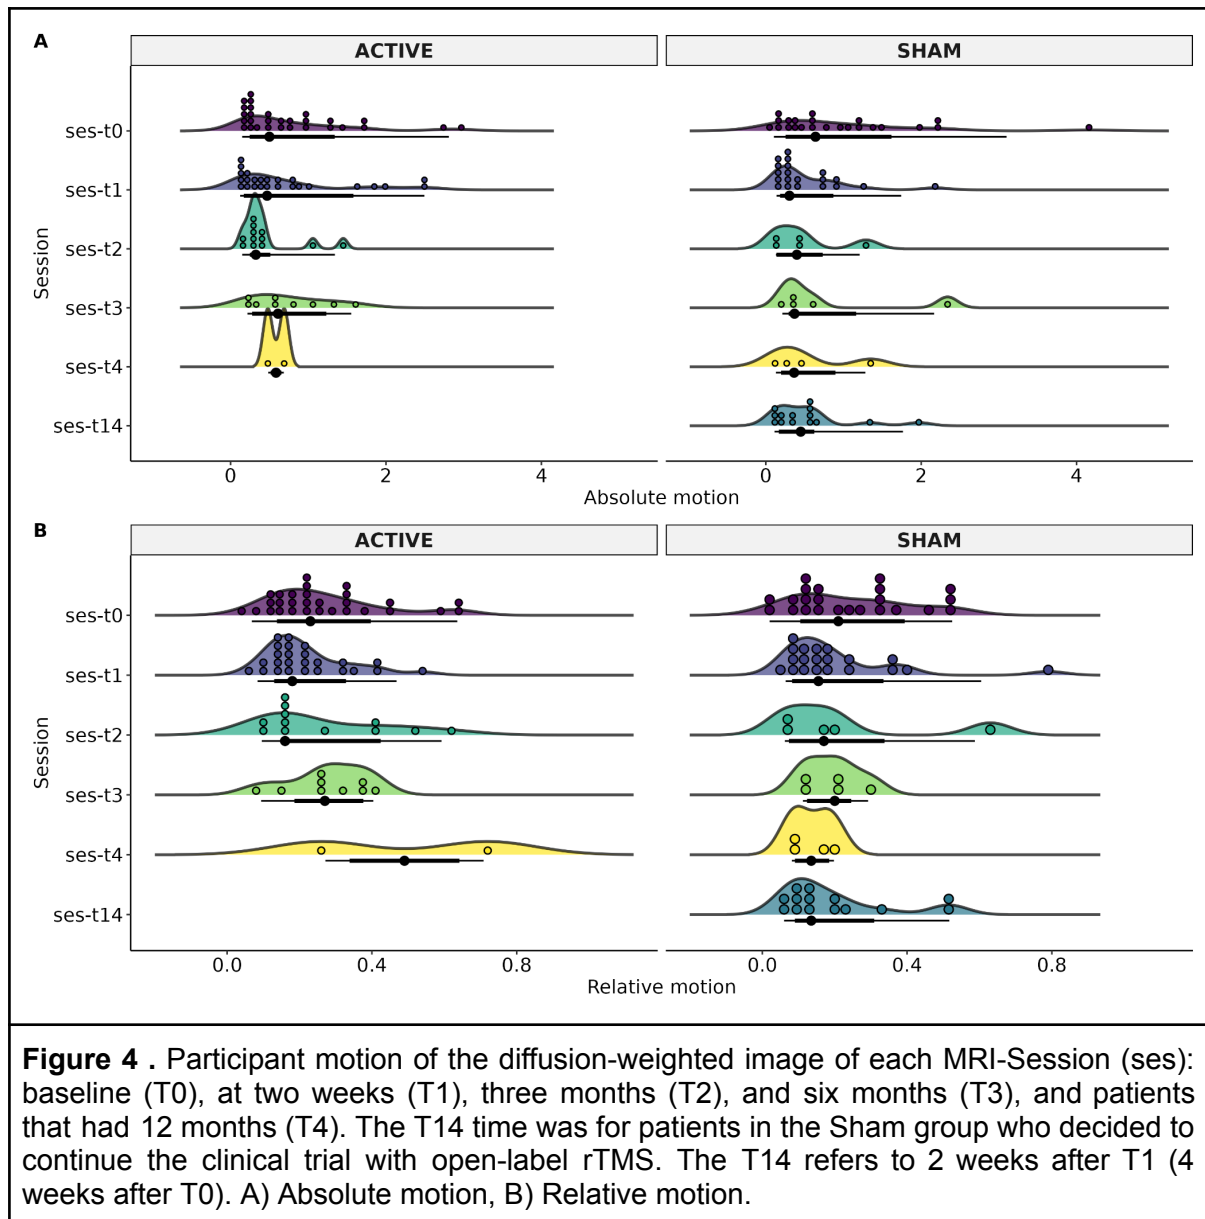 A
ACTIVE
SHAM
ses-t0
ses-t1
ses-t2
ses-t3
ses-t4
ses-t14
Session
0 2 4
0 2 4
Absolute motion
B
ACTIVE
SHAM
ses-t0
ses-t1
ses-t2
ses-t3
ses-t4
ses-t14
Session
0.0 0.4 0.8
0.0 0.4 0.8
Relative motion
Figure 4 . Participant motion of the diffusion-weighted image of each MRI-Session (ses):
baseline (T0), at two weeks (T1), three months (T2), and six months (T3), and patients
that had 12 months (T4). The T14 time was for patients in the Sham group who decided to
continue the clinical trial with open-label rTMS. The T14 refers to 2 weeks after T1 (4
weeks after T0). A) Absolute motion, B) Relative motion.